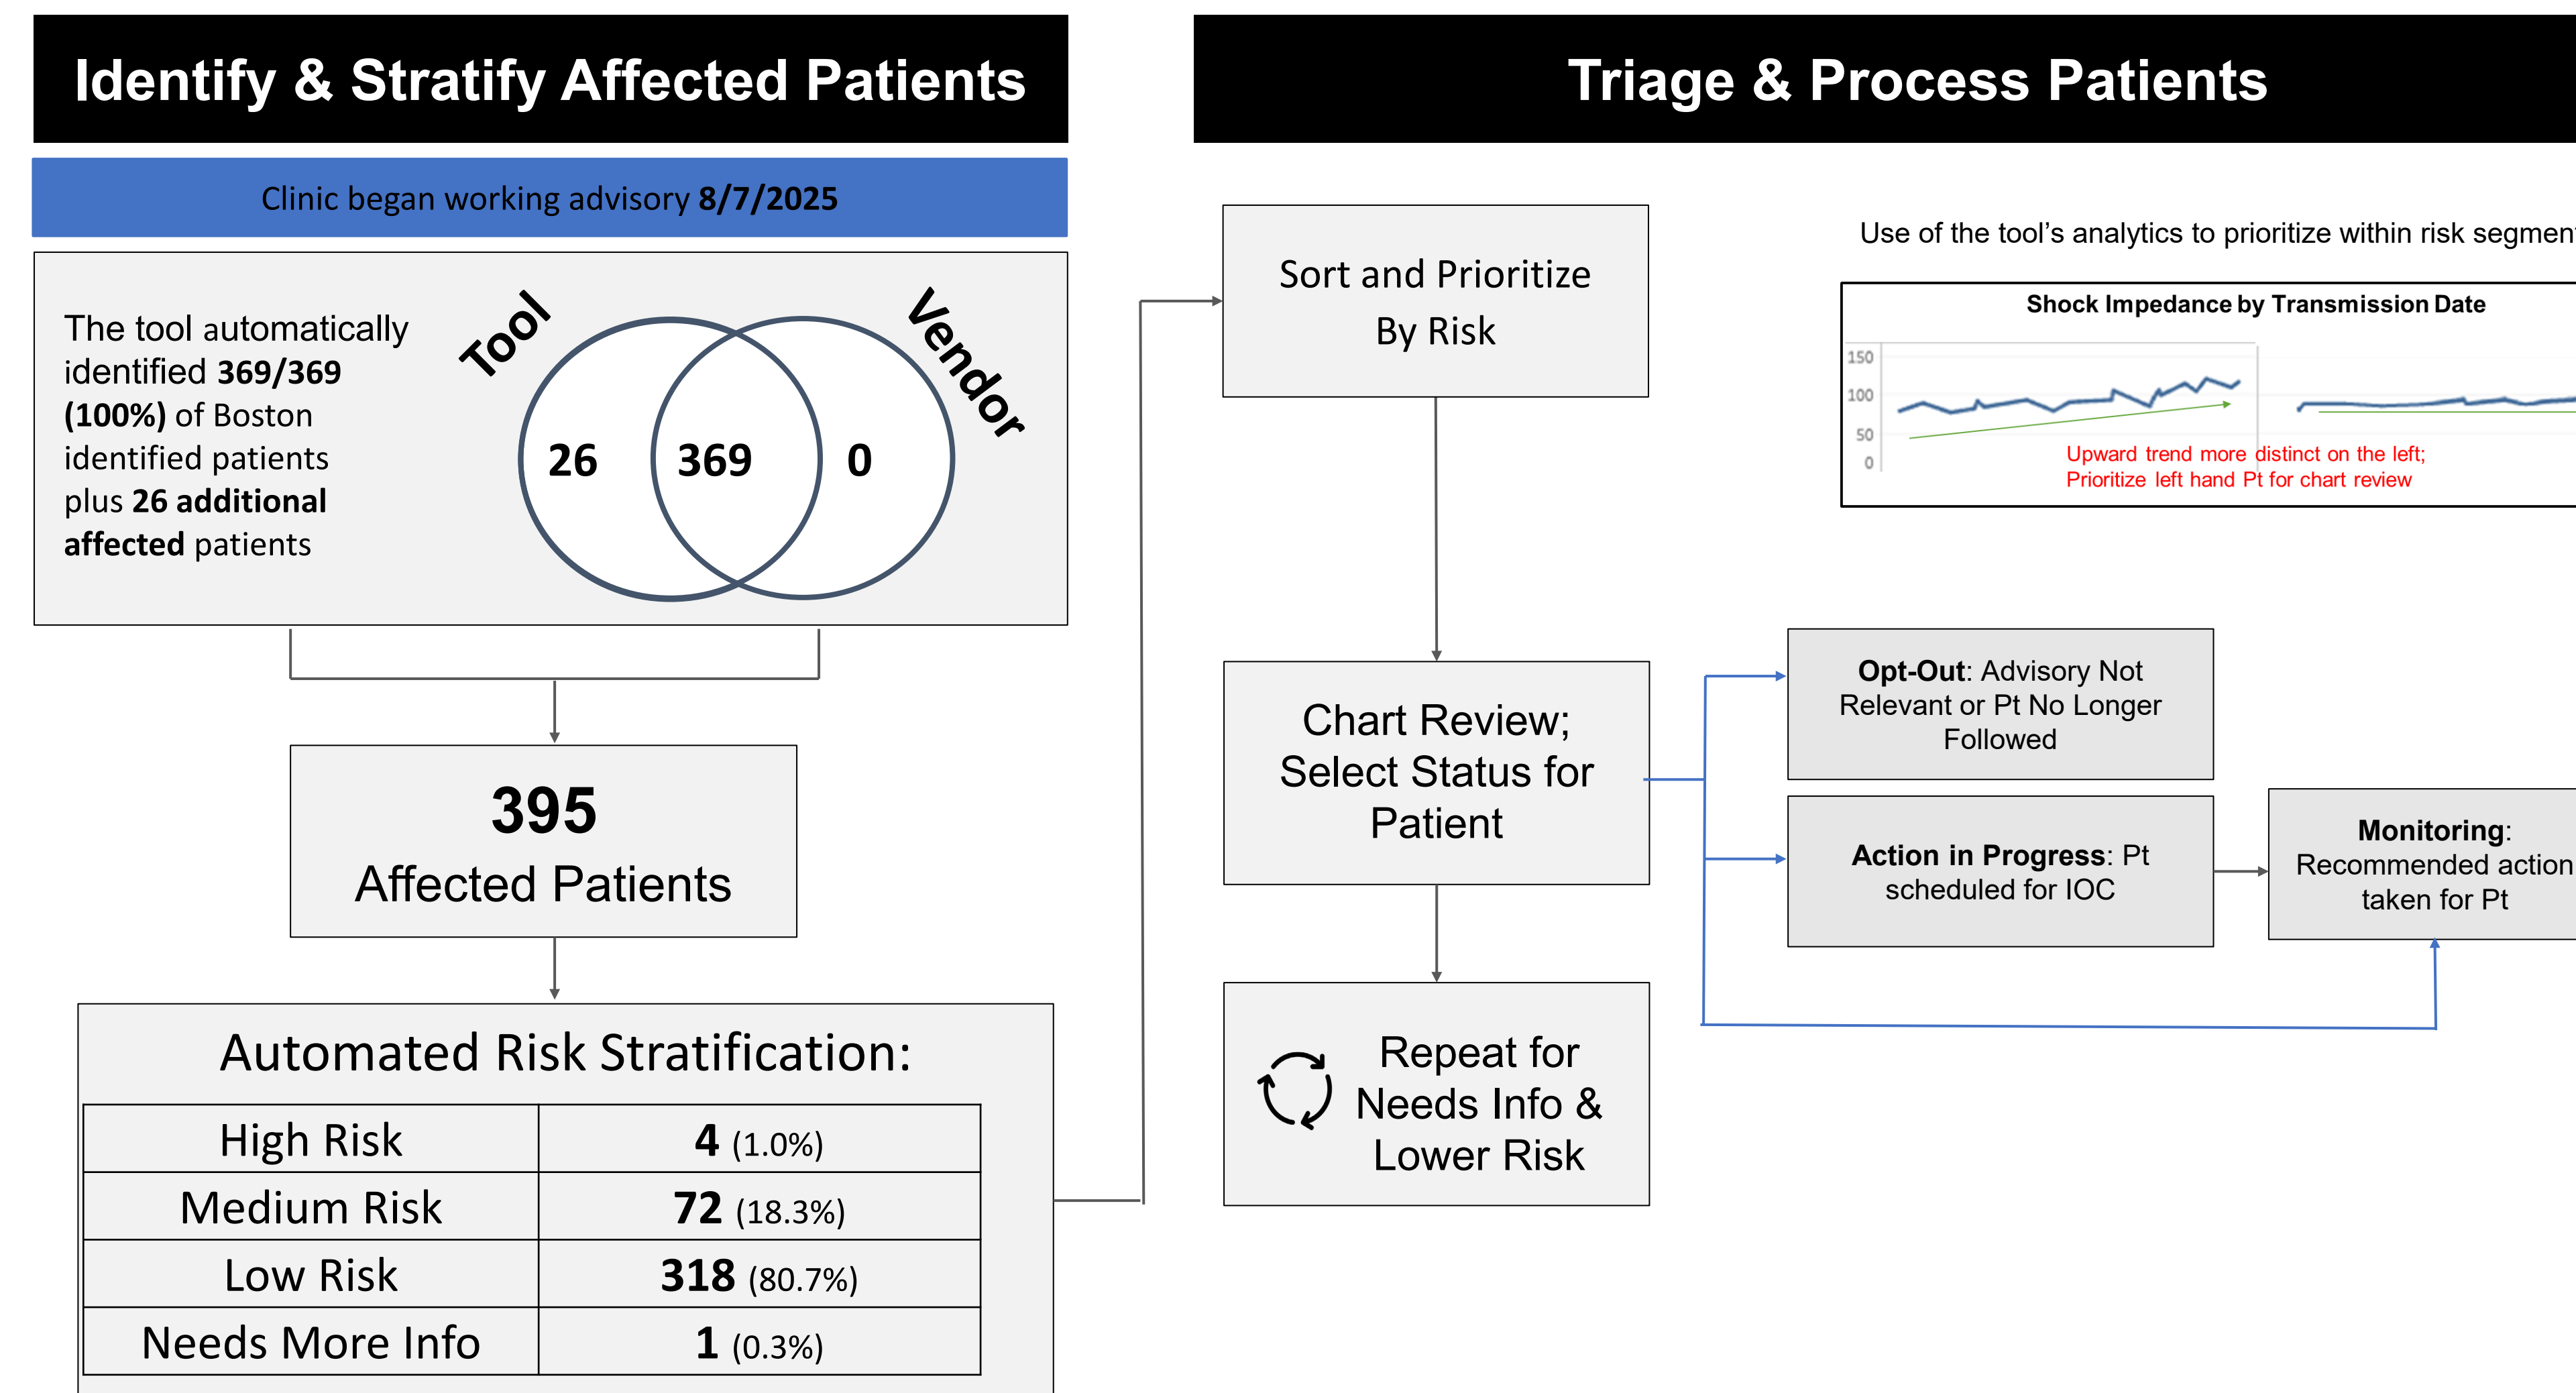 Identify & Stratify Affected Patients
Clinic began working advisory 8/7/2025
The tool automatically
identified 369/369
(100%) of Boston
identified patients
plus 26 additional
affected patients
Tool
Vendor
26
369
0
395
Affected Patients
Automated Risk Stratification:
High Risk 4 (1.0%)
Medium Risk 72 (18.3%)
Low Risk 318 (80.7%)
Needs More Info 1 (0.3%)
Triage & Process Patients
Sort and Prioritize
By Risk
Use of the tool’s analytics to prioritize within risk segmen
Shock Impedance by Transmission Date
150
100
50
0
Upward trend more distinct on the left;
Prioritize left hand Pt for chart review
Chart Review;
Select Status for
Patient
Opt-Out: Advisory Not
Relevant or Pt No Longer
Followed
Action in Progress: Pt
scheduled for IOC
Monitoring:
Recommended action
taken for Pt
Repeat for
Needs Info &
Lower Risk